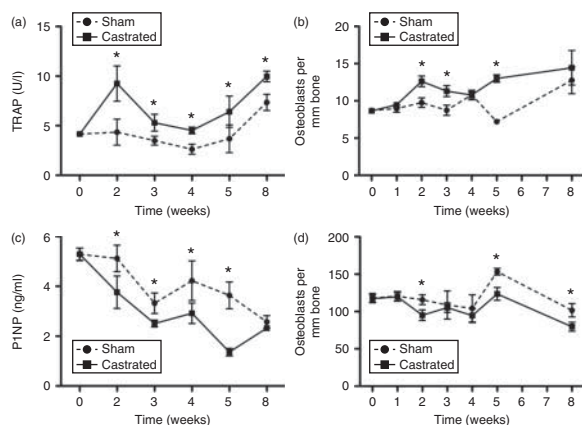 (a)
Sham
Castrated
TRAP (U/l)
15
10
5
0
* * * * * 
0 2 3 4 5 8
Time (weeks)
(b)
Sham
Castrated
Osteoblasts per
mm bone
20
15
10
5
0
* * *
0 1 2 3 4 5 6 7 8
Time (weeks)
(c)
P1NP (ng/ml)
6
4
2
0
* * * *
Sham
Castrated
0 2 3 4 5 8
Time (weeks)
(d)
Osteoblasts per
mm bone
200
150
100
50
0
* * *
Sham
Castrated
0 1 2 3 4 5 6 7 8
Time (weeks)